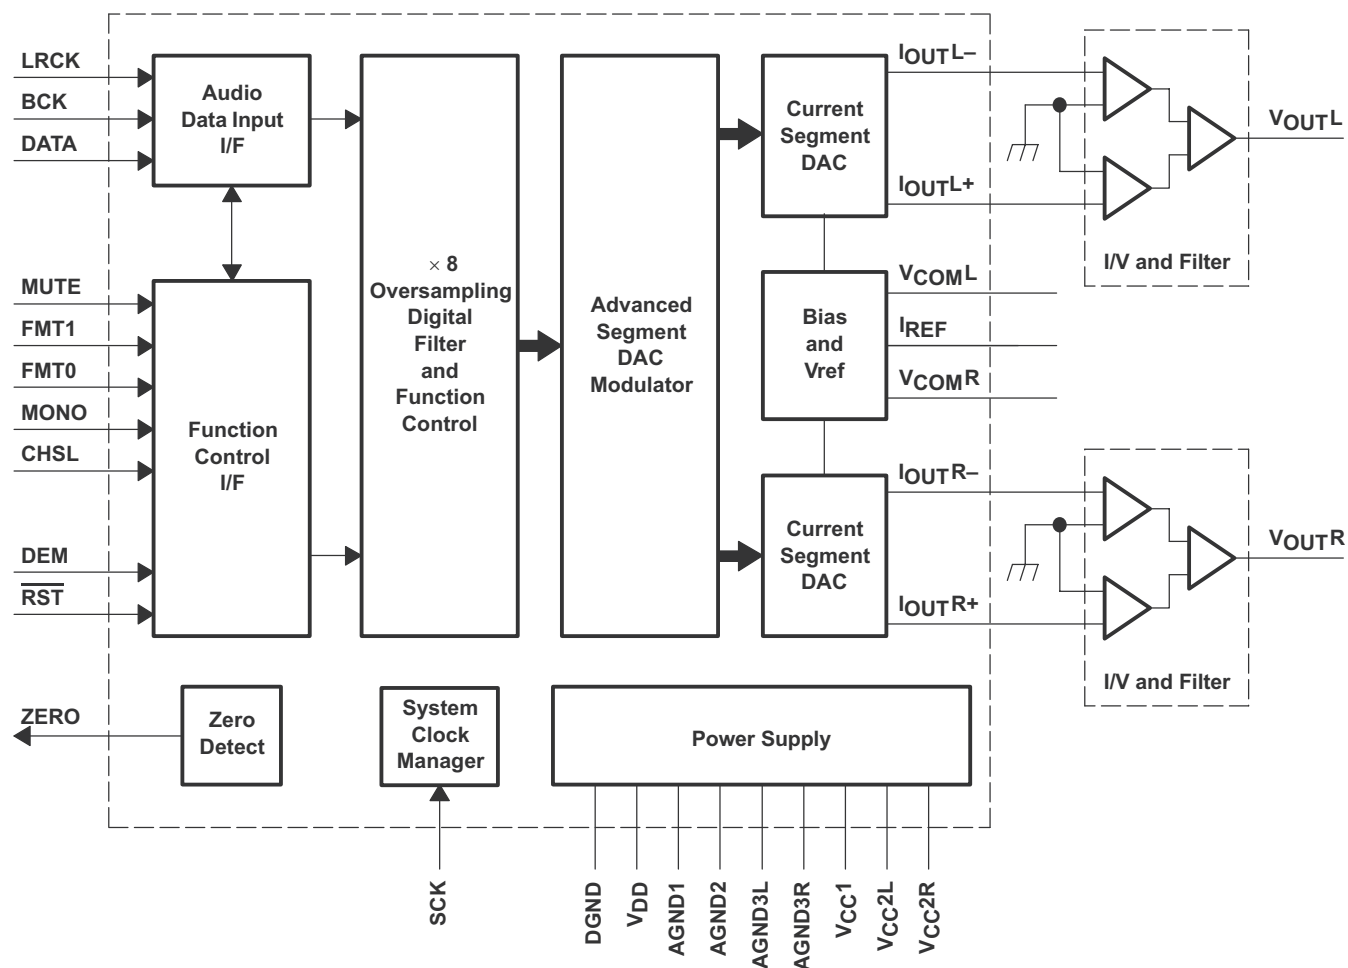 LRCK
BCK
DATA
Audio
Data Input
I/F
MUTE
FMT1
FMT0
MONO
CHSL
DEM
RST
Function
Control
I/F
× 8
Oversampling
Digital
Filter
and
Function
Control
Advanced
Segment
DAC
Modulator
Current
Segment
DAC
Bias
and
Vref
Current
Segment
DAC
IOUTL–
IOUTL+
VCOML
IREF
VCOMR
IOUTR–
IOUTR+
VOUTL
I/V and Filter
VOUTR
I/V and Filter
ZERO
Zero
Detect
System
Clock
Manager
Power Supply
SCK
DGND
VDD
AGND1
AGND2
AGND3L
AGND3R
VCC1
VCC2L
VCC2R